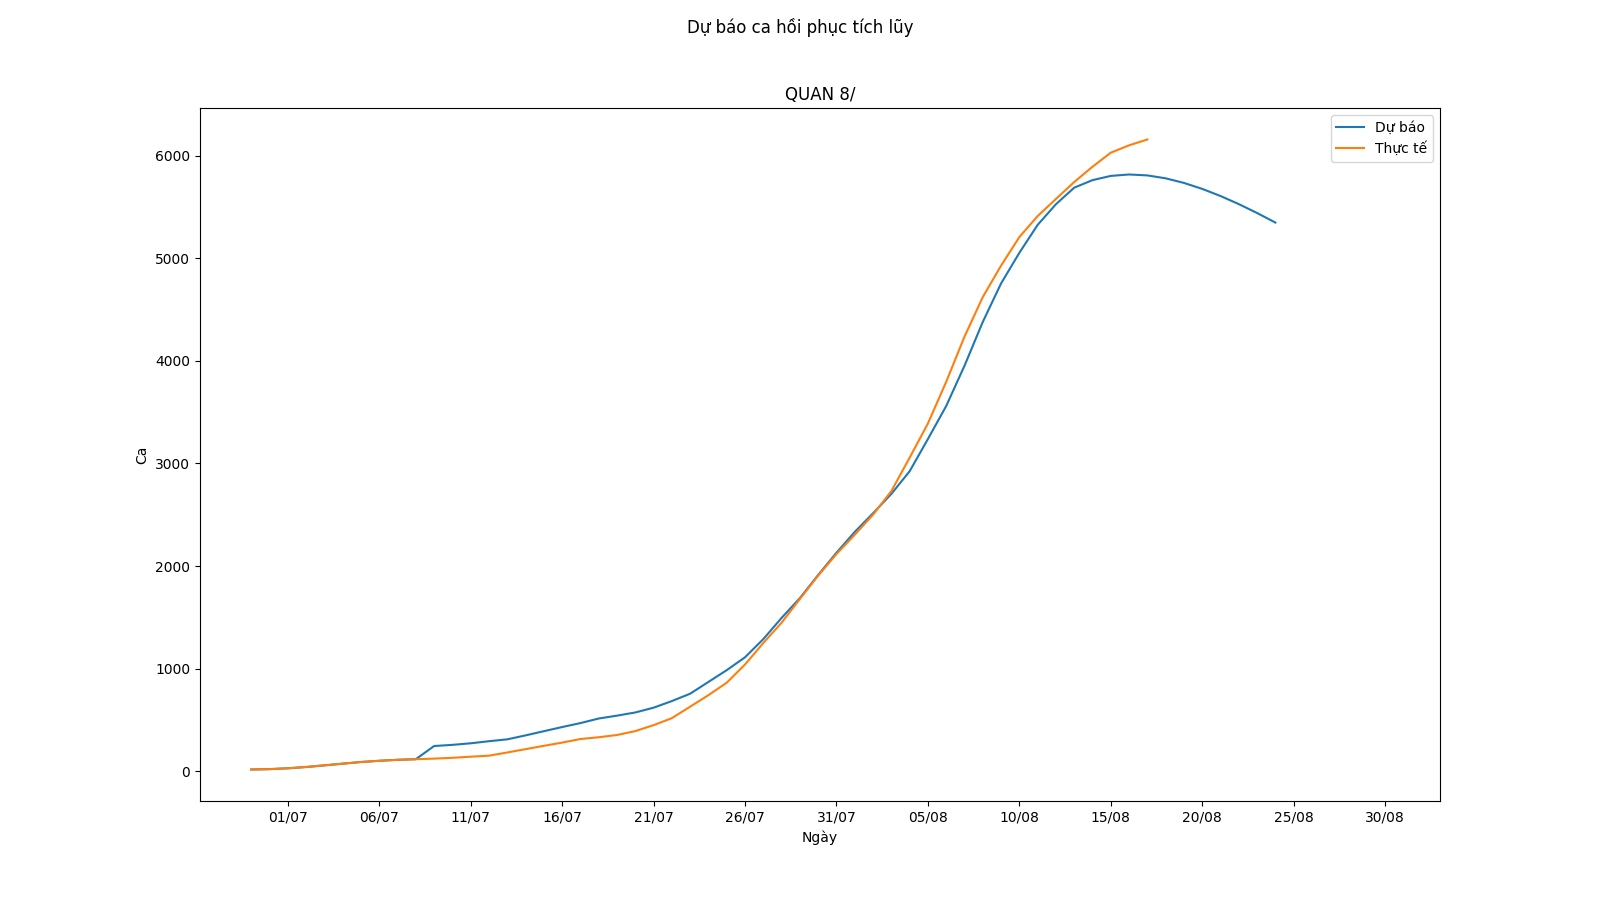 Dự báo ca hồi phục tích lũy
QUAN 8/
Dự báo
Thực tế
6000
5000
4000
3000
2000
1000
0
Ca
01/07 06/07 11/07 16/07 21/07 26/07 31/07 05/08 10/08 15/08 20/08 25/08 30/08
Ngày